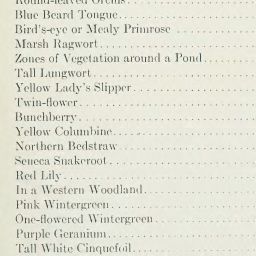 Round-leaved Orchis
Blue Beard Tongue
Bird's-eye or Mealy Primrose
Marsh Ragwort
Zones of Vegetation around a Pond
Tall Lungwort
Yellow Lady's Slipper
Twin-flower
Bunchberry
Yellow Columbine
Northern Bedstraw
Seneca Snakeroot
Red Lily
In a Western Woodland
Pink Wintergreen
One-flowered Wintergreen
Purple Geranium
Tall White Cinquefoil